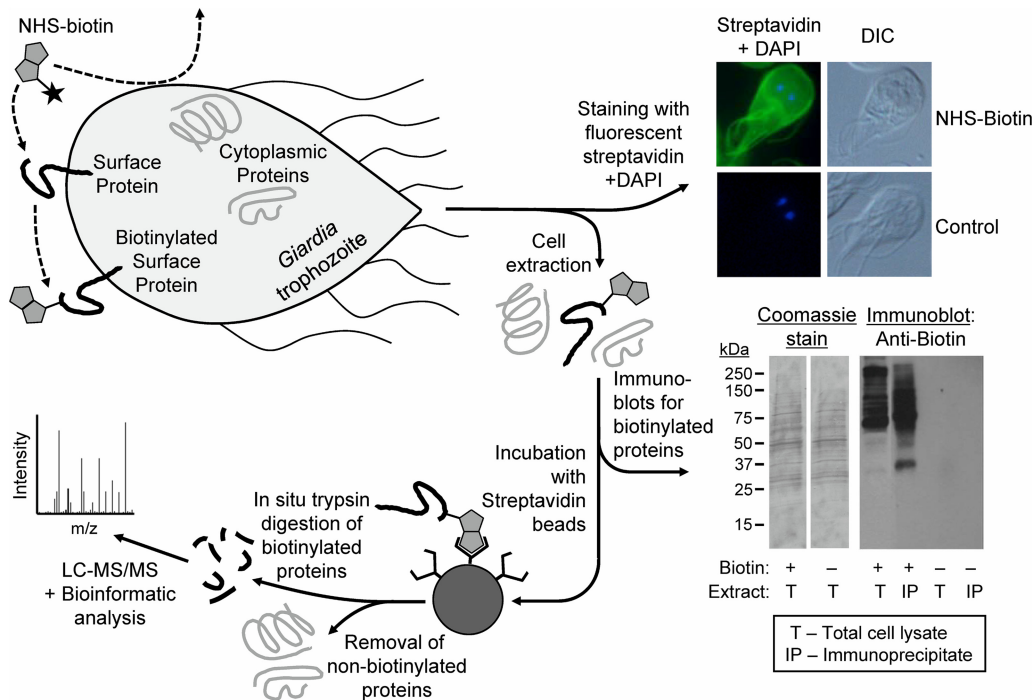 NHS-biotin
Surface
Protein
Cytoplasmic
Proteins
Biotinylated
Surface
Protein
Giardia
trophozoite
Staining with
fluorescent
streptavidin
+DAPI
Streptavidin
+ DAPI
DIC
NHS-Biotin
Control
Cell
extraction
Immuno-
blots for
biotinylated
proteins
Incubation
with
Streptavidin
beads
In situ trypsin
digestion of
biotinylated
proteins
Removal of
non-biotinylated
proteins
LC-MS/MS
+ Bioinformatic
analysis
Intensity
m/z
Coomassie
stain
Immunoblot:
Anti-Biotin
kDa
250
150
75
50
37
25
15
Biotin: + – + + – –
Extract: T T T IP T IP
T – Total cell lysate
IP – Immunoprecipitate